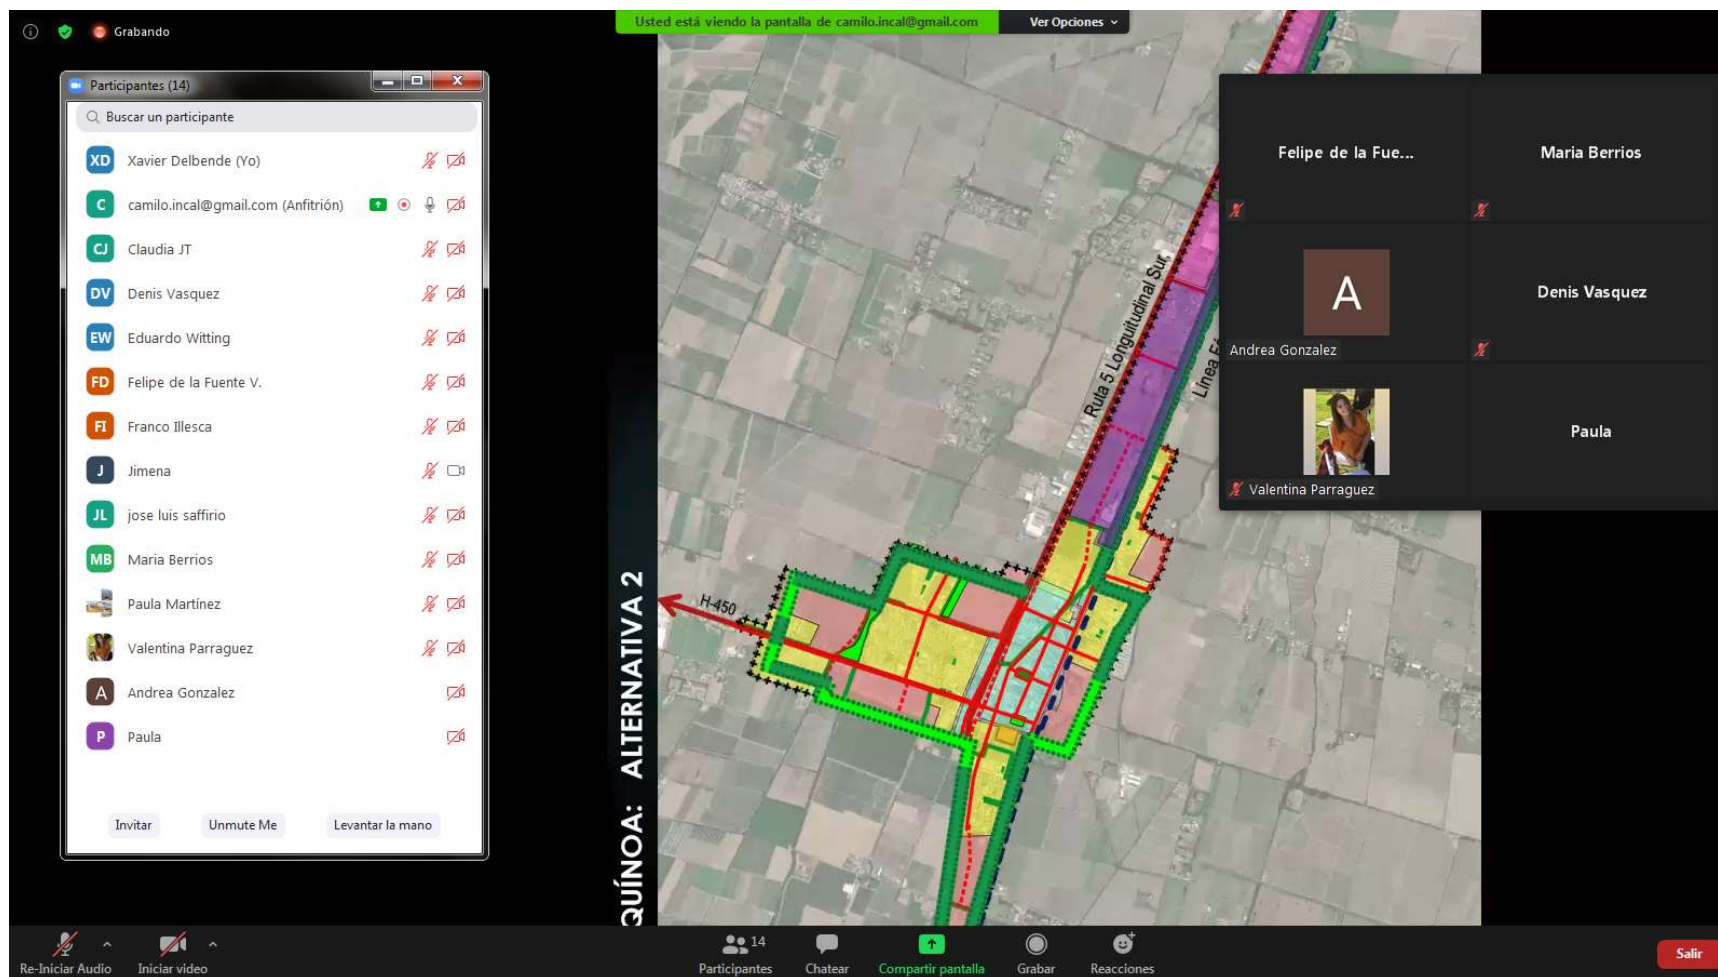 Grabando
Usted está viendo la pantalla de camilo.incal@gmail.com
Ver Opciones
Participantes (14)
Buscar un participante
XD Xavier Delbende (Yo)
C camilo.incal@gmail.com (Anfitrión)
CJ Claudia JT
DV Denis Vasquez
EW Eduardo Witting
FD Felipe de la Fuente V.
FI Franco Illesca
J Jimena
JL jose luis saffirio
MB Maria Berrios
Paula Martínez
Valentina Parraguez
A Andrea Gonzalez
P Paula
Invitar
Unmute Me
Levantar la mano
QUÍNOA: ALTERNATIVA 2
H-450
Ruta 5 Longuitudinal Sur,
Línea
Felipe de la Fue...
Maria Berrios
A
Andrea Gonzalez
Denis Vasquez
Valentina Parraguez
Paula
Re-Iniciar Audio
Iniciar video
14
Participantes
Chatear
Compartir pantalla
Grabar
Reacciones
Salir